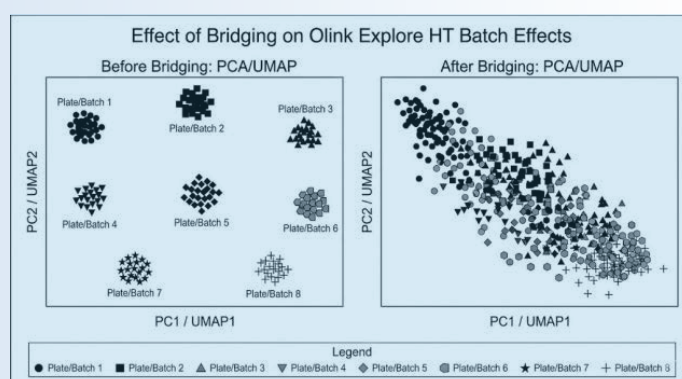 Effect of Bridging on Olink Explore HT Batch Effects
Before Bridging: PCA/UMAP
Plate/Batch 1
Plate/Batch 2
Plate/Batch 3
Plate/Batch 4
Plate/Batch 5
Plate/Batch 6
Plate/Batch 7
Plate/Batch 8
PC2 / UMAP2
PC1 / UMAP1
After Bridging: PCA/UMAP
PC2 / UMAP2
PC1 / UMAP1
Legend
Plate/Batch 1 Plate/Batch 2 Plate/Batch 3 Plate/Batch 4 Plate/Batch 5 Plate/Batch 6 Plate/Batch 7 Plate/Batch 8